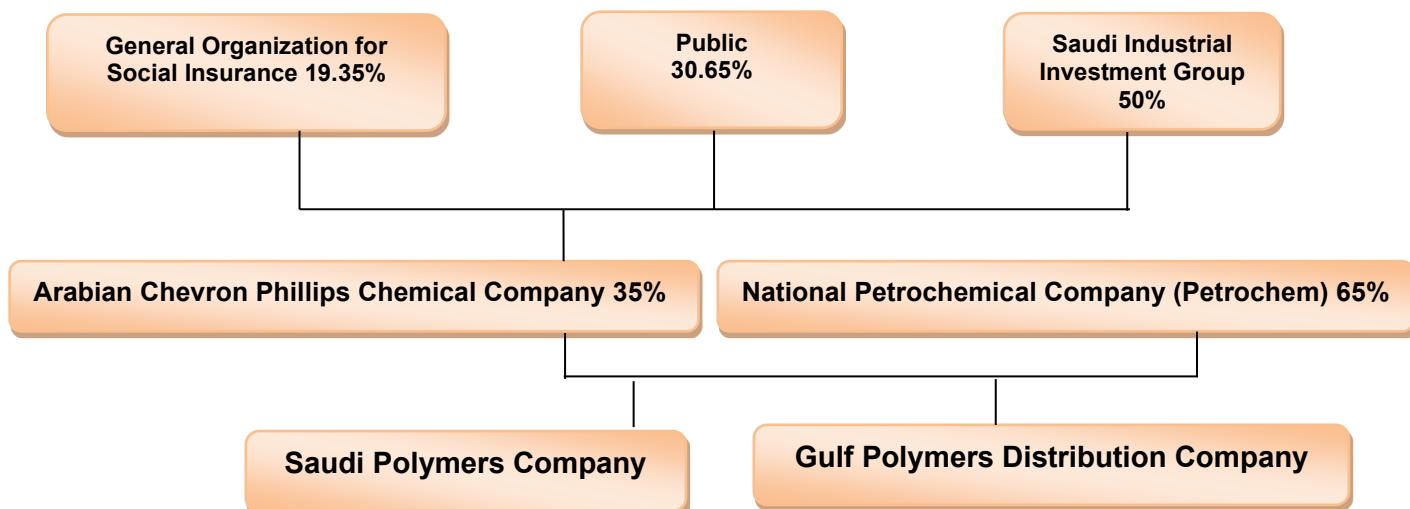 General Organization for
Social Insurance 19.35%
Public
30.65%
Saudi Industrial
Investment Group
50%
Arabian Chevron Phillips Chemical Company 35%
National Petrochemical Company (Petrochem) 65%
Saudi Polymers Company
Gulf Polymers Distribution Company